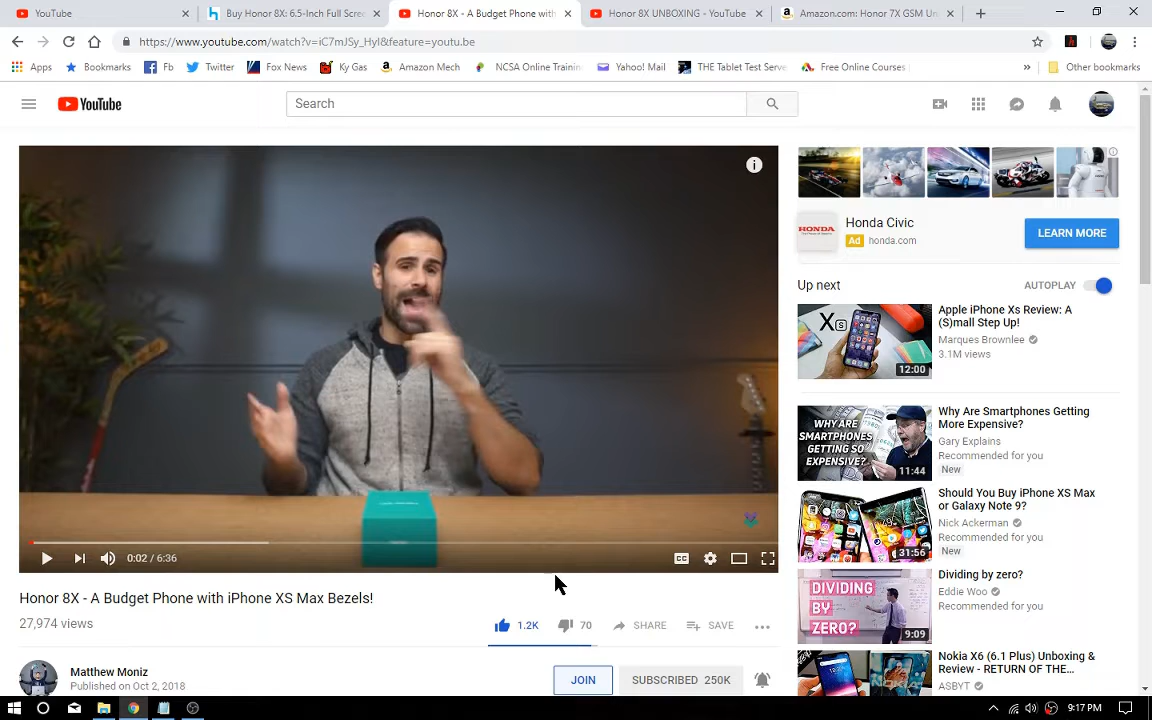 YouTube
Buy Honor 8X: 6.5-Inch Full Scree
Honor 8X - A Budget Phone with
Honor 8X UNBOXING - YouTube
Amazon.com: Honor 7X GSM Un
https://www.youtube.com/watch?v=iC7mJSy_HyI&feature=youtu.be
Apps
Bookmarks
Fb
Twitter
Fox News
Ky Gas
Amazon Mech
NCSA Online Trainin
Yahoo! Mail
THE Tablet Test Serve
Free Online Courses
»
Other bookmarks
YouTube
Search
HONDA
Honda Civic
Ad honda.com
LEARN MORE
Up next
AUTOPLAY
Xs
12:00
Apple iPhone Xs Review: A
(S)mall Step Up!
Marques Brownlee
3.1M views
WHY ARE
SMARTPHONES
GETTING SO
EXPENSIVE?
11:44
Why Are Smartphones Getting
More Expensive?
Gary Explains
Recommended for you
New
31:56
Should You Buy iPhone XS Max
or Galaxy Note 9?
Nick Ackerman
Recommended for you
New
DIVIDING
BY
ZERO?
9:09
Dividing by zero?
Eddie Woo
Recommended for you
Nokia X6 (6.1 Plus) Unboxing &
Review - RETURN OF THE...
ASBYT
0:02 / 6:36
CC
Honor 8X - A Budget Phone with iPhone XS Max Bezels!
27,974 views
1.2K
70
SHARE
SAVE
Matthew Moniz
Published on Oct 2, 2018
JOIN
SUBSCRIBED 250K
9:17 PM